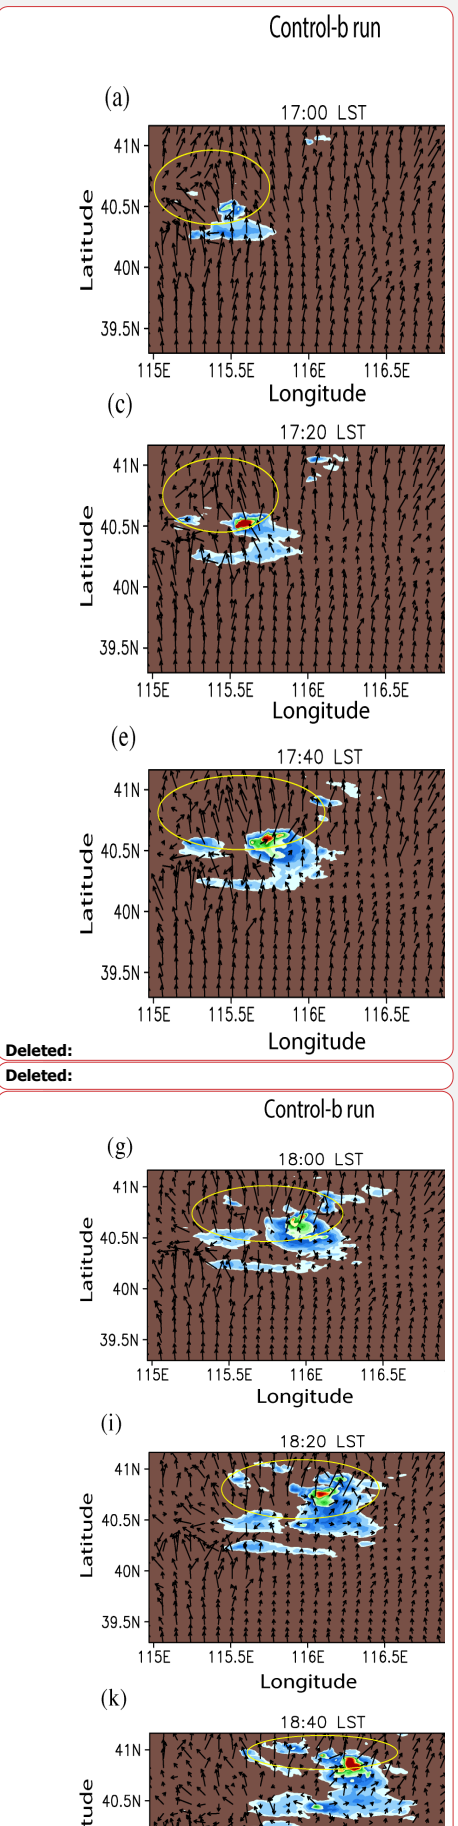 Control-b run
(a)
17:00 LST
41N
40.5N
40N
39.5N
Latitude
115E 115.5E 116E 116.5E
Longitude
(c)
17:20 LST
41N
40.5N
40N
39.5N
Latitude
115E 115.5E 116E 116.5E
Longitude
(e)
17:40 LST
41N
40.5N
40N
39.5N
Latitude
115E 115.5E 116E 116.5E
Longitude
Deleted:
Deleted:
Control-b run
(g)
18:00 LST
41N
40.5N
40N
39.5N
Latitude
115E 115.5E 116E 116.5E
Longitude
(i)
18:20 LST
41N
40.5N
40N
39.5N
Latitude
115E 115.5E 116E 116.5E
Longitude
(k)
18:40 LST
41N
40.5N
tude